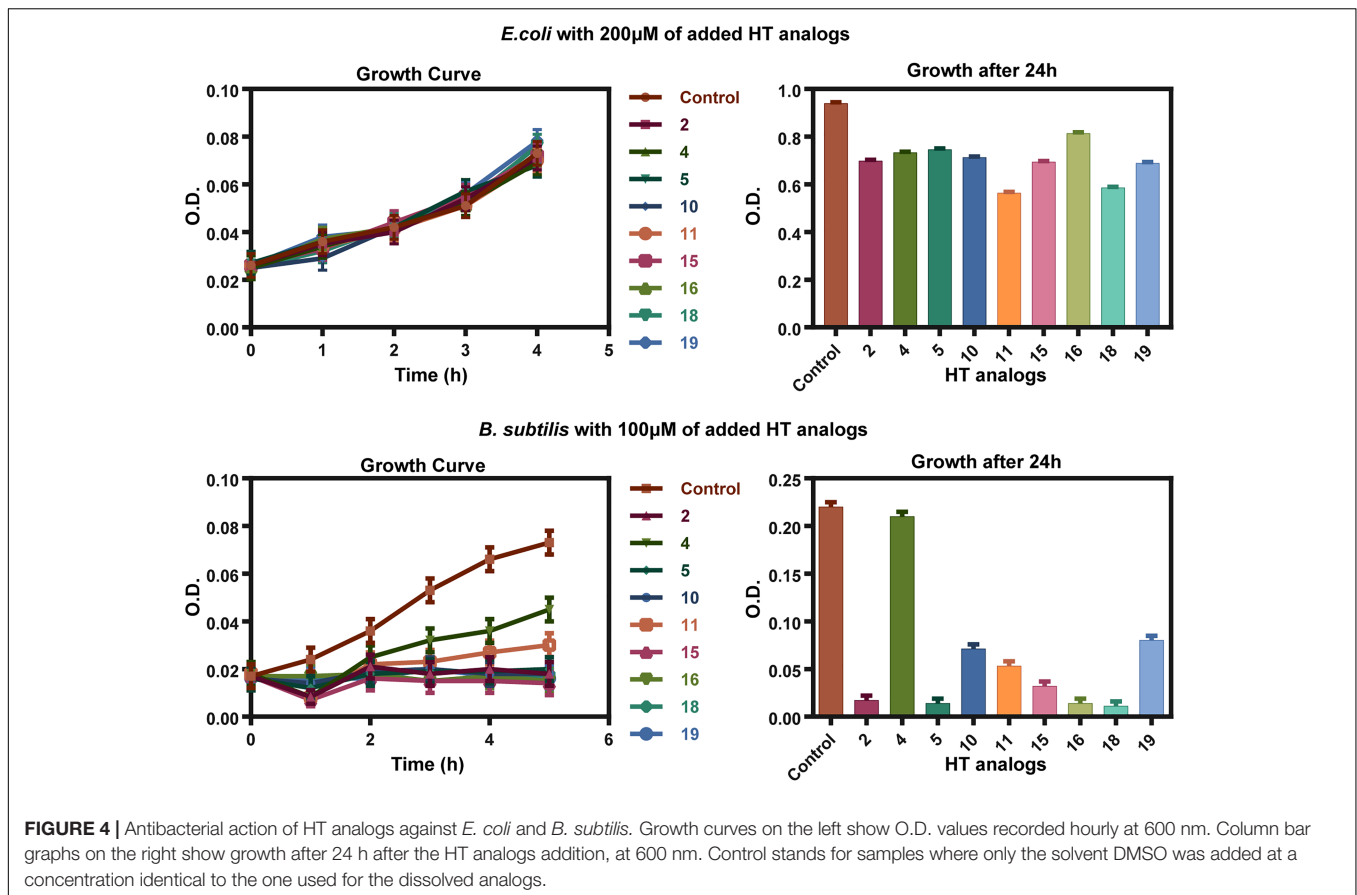 E.coli with 200µM of added HT analogs
Growth Curve
O.D.
0.10
0.08
0.06
0.04
0.02
0.00
0 1 2 3 4 5
Time (h)
Control
2
4
5
10
11
15
16
18
19
Growth after 24h
O.D.
1.0
0.8
0.6
0.4
0.2
0.0
Control 2 4 5 10 11 15 16 18 19
HT analogs
B. subtilis with 100µM of added HT analogs
Growth Curve
O.D.
0.10
0.08
0.06
0.04
0.02
0.00
0 2 4 6
Time (h)
Control
2
4
5
10
11
15
16
18
19
Growth after 24h
O.D.
0.25
0.20
0.15
0.10
0.05
0.00
Control 2 4 5 10 11 15 16 18 19
HT analogs
FIGURE 4 | Antibacterial action of HT analogs against E. coli and B. subtilis. Growth curves on the left show O.D. values recorded hourly at 600 nm. Column bar
graphs on the right show growth after 24 h after the HT analogs addition, at 600 nm. Control stands for samples where only the solvent DMSO was added at a
concentration identical to the one used for the dissolved analogs.